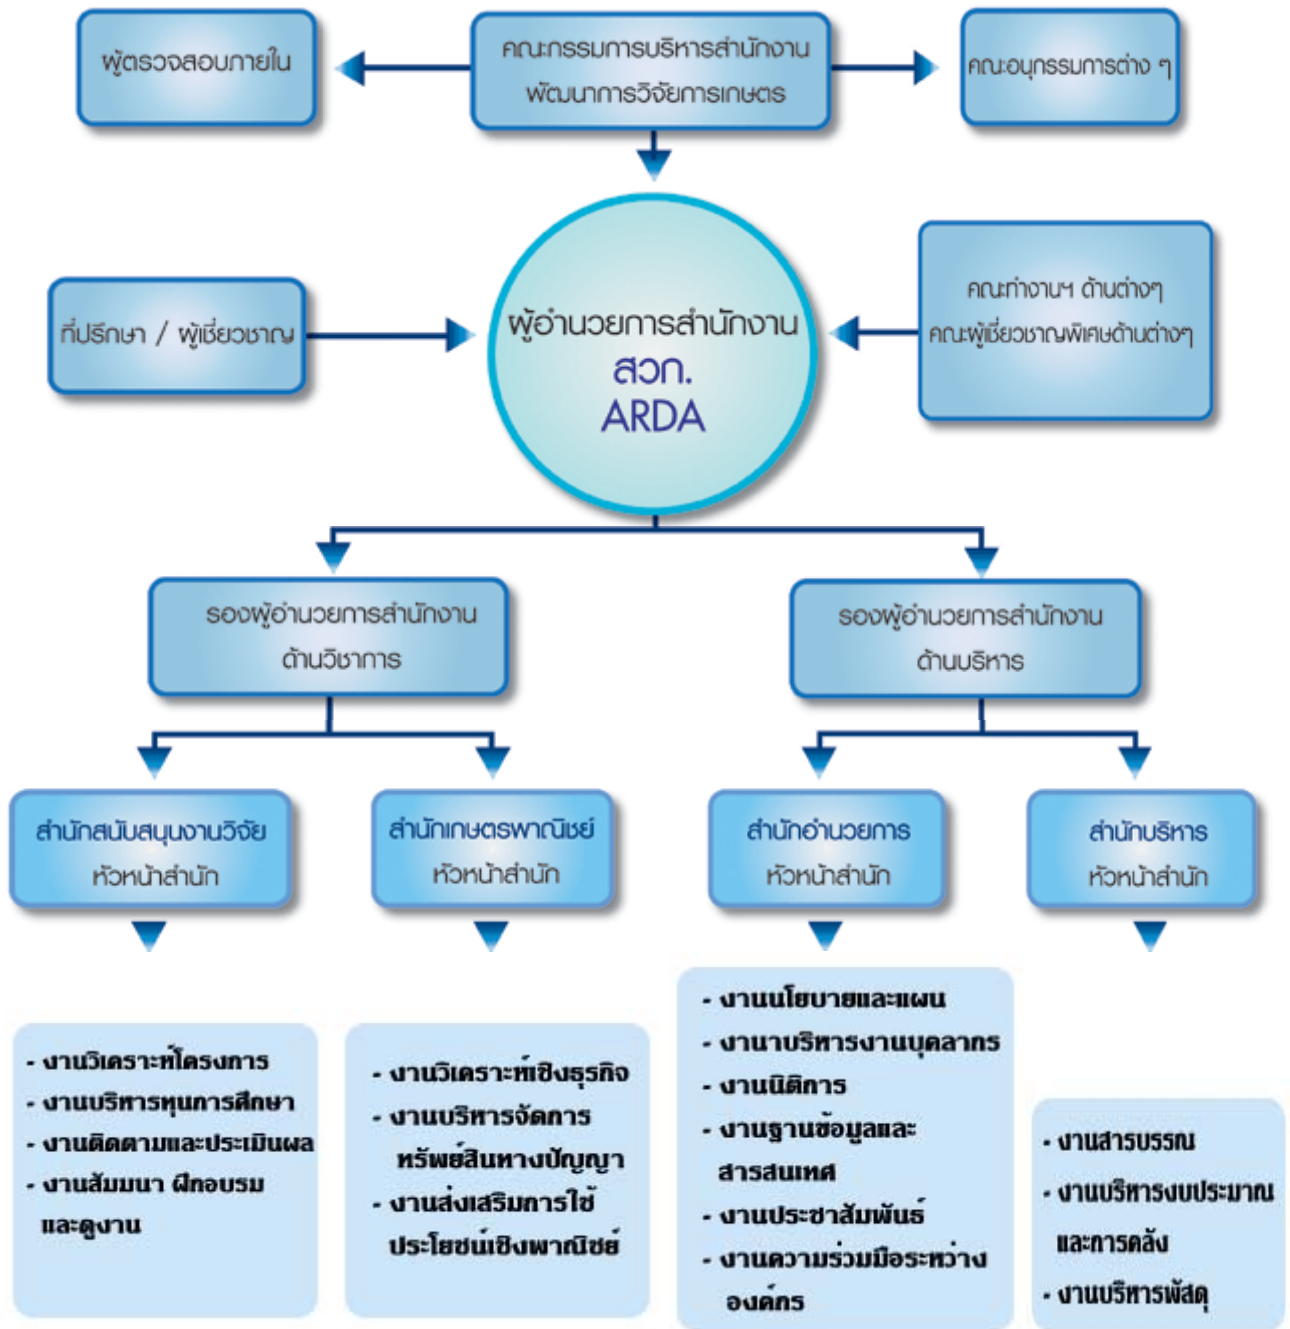 ผู้ตรวจสอบภายใน
คณะกรรมการบริหารสำนักงาน
พัฒนาการวิจัยการเกษตร
คณะอนุกรรมการต่าง ๆ
ที่ปรึกษา / ผู้เชี่ยวชาญ
ผู้อำนวยการสำนักงาน
สวก.
ARDA
คณะทำงานฯ ด้านต่างๆ
คณะผู้เชี่ยวชาญพิเศษด้านต่างๆ
รองผู้อำนวยการสำนักงาน
ด้านวิชาการ
รองผู้อำนวยการสำนักงาน
ด้านบริหาร
สำนักสนับสนุนงานวิจัย
หัวหน้าสำนัก
สำนักเกษตรพาณิชย์
หัวหน้าสำนัก
สำนักอำนวยการ
หัวหน้าสำนัก
สำนักบริหาร
หัวหน้าสำนัก
- งานวิเคราะห์โครงการ
- งานบริหารทุนการศึกษา
- งานติดตามและประเมินผล
- งานสัมมนา ฝึกอบรม
และดูงาน
- งานวิเคราะห์เชิงธุรกิจ
- งานบริหารจัดการ
ทรัพย์สินทางปัญญา
- งานส่งเสริมการใช้
ประโยชน์เชิงพาณิชย์
- งานนโยบายและแผน
- งานาบริหารงานบุคลากร
- งานนิติการ
- งานฐานข้อมูลและ
สารสนเทศ
- งานประชาสัมพันธ์
- งานความร่วมมือระหว่าง
องค์กร
- งานสารบรรณ
- งานบริหารงบประมาณ
และการคลัง
- งานบริหารพัสดุ